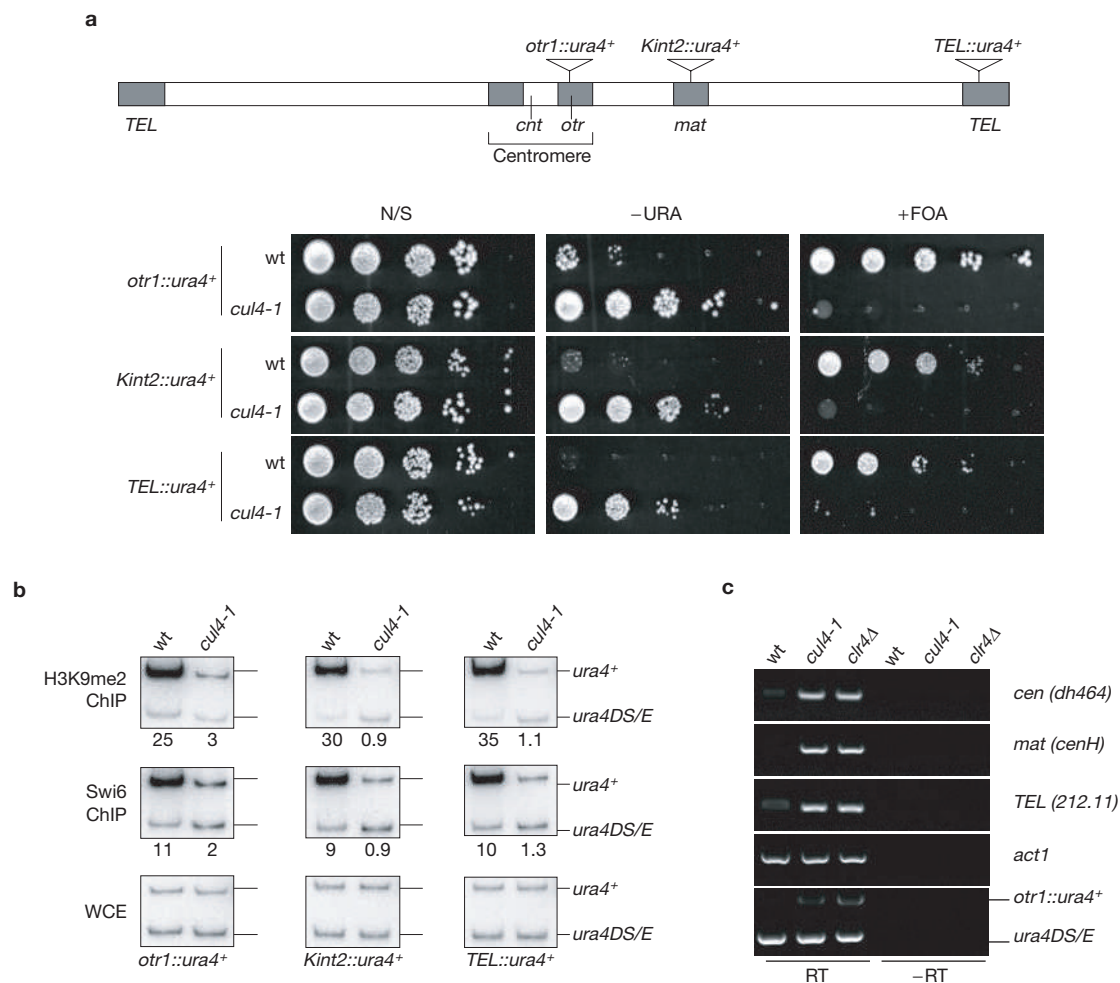 a
otr1::ura4+ Kint2::ura4+ TEL::ura4+
TEL cnt otr mat TEL
Centromere
N/S −URA +FOA
otr1::ura4+
wt
cul4-1
Kint2::ura4+
wt
cul4-1
TEL::ura4+
wt
cul4-1
b
wt cul4-1 wt cul4-1 wt cul4-1
H3K9me2
ChIP
ura4+
ura4DS/E
25 3 30 0.9 35 1.1
Swi6
ChIP
ura4+
ura4DS/E
11 2 9 0.9 10 1.3
WCE
ura4+
ura4DS/E
otr1::ura4+ Kint2::ura4+ TEL::ura4+
c
wt cul4-1 clr4Δ wt cul4-1 clr4Δ
cen (dh464)
mat (cenH)
TEL (212.11)
act1
otr1::ura4+
ura4DS/E
RT −RT